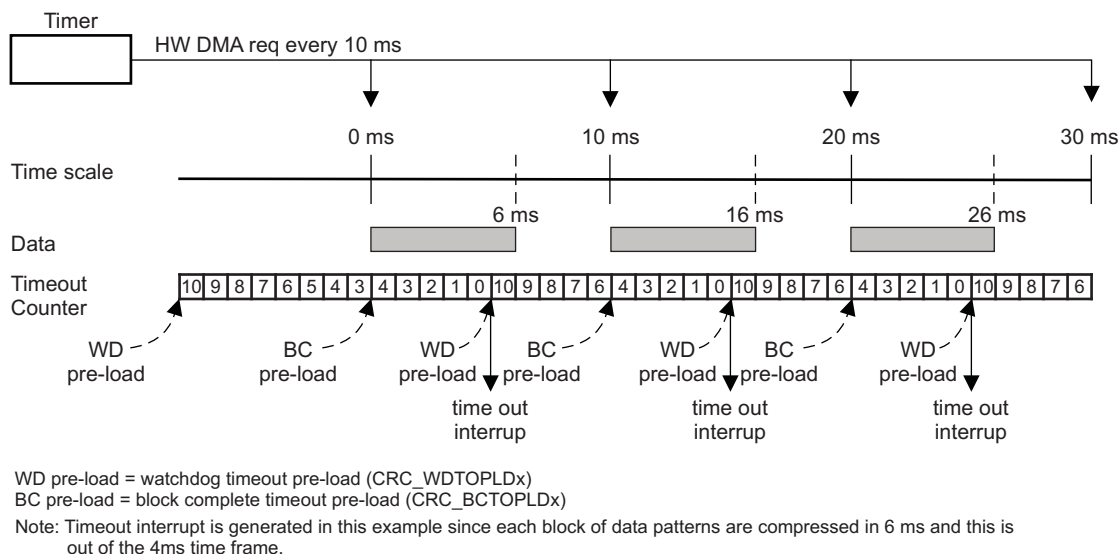 Timer
HW DMA req every 10 ms
0 ms 10 ms 20 ms 30 ms
Time scale
6 ms 16 ms 26 ms
Data
Timeout
Counter
10 9 8 7 6 5 4 3 4 3 2 1 0 10 9 8 7 6 4 3 2 1 0 10 9 8 7 6 4 3 2 1 0 10 9 8 7 6
WD BC WD BC WD BC WD
pre-load pre-load pre-load pre-load pre-load pre-load pre-load
time out time out time out
interrup interrup interrup
WD pre-load = watchdog timeout pre-load (CRC_WDTOPLDx)
BC pre-load = block complete timeout pre-load (CRC_BCTOPLDx)
Note: Timeout interrupt is generated in this example since each block of data patterns are compressed in 6 ms and this is
out of the 4ms time frame.